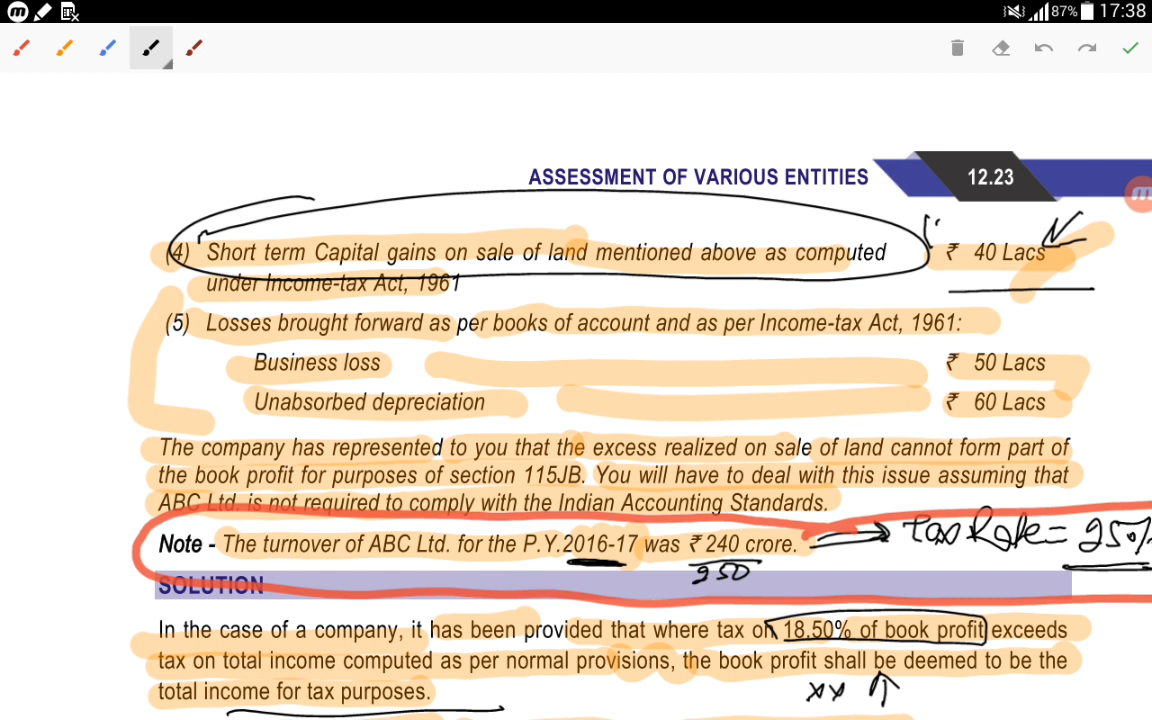 87% 17:38
ASSESSMENT OF VARIOUS ENTITIES 12.23
(4) Short term Capital gains on sale of land mentioned above as computed ₹ 40 Lacs N
under Income-tax Act, 1961
(5) Losses brought forward as per books of account and as per Income-tax Act, 1961:
Business loss ₹ 50 Lacs
Unabsorbed depreciation ₹ 60 Lacs
The company has represented to you that the excess realized on sale of land cannot form part of
the book profit for purposes of section 115JB. You will have to deal with this issue assuming that
ABC Ltd. is not required to comply with the Indian Accounting Standards.
Note - The turnover of ABC Ltd. for the P.Y.2016-17 was ₹ 240 crore. tax Rate = 25%
250
SOLUTION
In the case of a company, it has been provided that where tax on 18.50% of book profit exceeds
tax on total income computed as per normal provisions, the book profit shall be deemed to be the
total income for tax purposes. xx